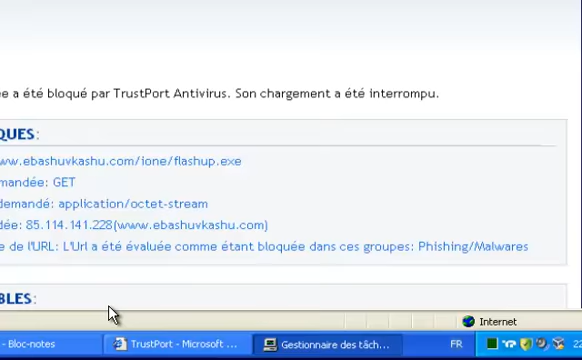 e a été bloqué par TrustPort Antivirus. Son chargement a été interrompu.
QUES:
ww.ebashuvkashu.com/ione/flashup.exe
mandée: GET
demandé: application/octet-stream
dée: 85.114.141.228(www.ebashuvkashu.com)
e de l'URL: L'Url a été évaluée comme étant bloquée dans ces groupes: Phishing/Malwares
BLES:
Internet
- Bloc-notes
TrustPort - Microsoft ...
Gestionnaire des tâch...
FR
22